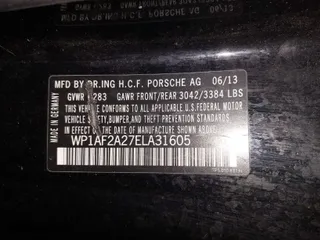 MFD BY DR.ING H.C.F. PORSCHE AG 06/13
GVWR 6283 GAWR FRONT/REAR 3042/3384 LBS
THIS VEHICLE CONFORMS TO ALL APPLICABLE U.S. FEDERAL MOTOR
VEHICLE SAFETY, BUMPER, AND THEFT
PREVENTION STANDARDS IN EFFECT ON THE DATE OF
MANUFACTURE SHOWN ABOVE
WP1AF2A27ELA31605
MADE IN GERMANY